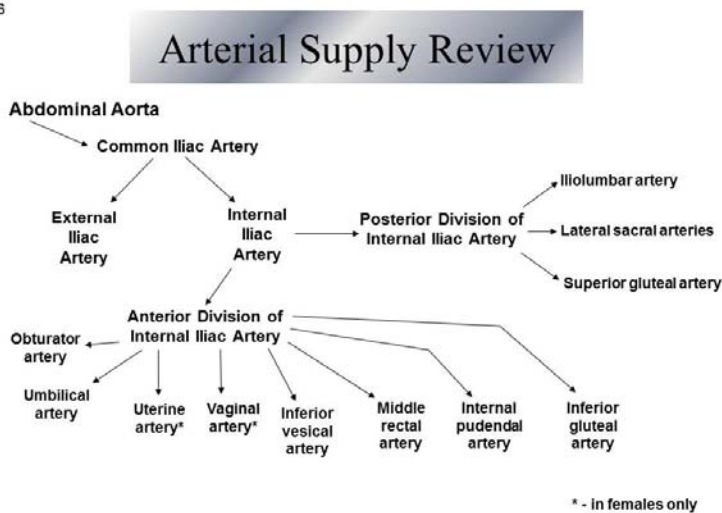 6
Arterial Supply Review
Abdominal Aorta
Common Iliac Artery
External
Iliac
Artery
Internal
Iliac
Artery
Posterior Division of
Internal Iliac Artery
Iliolumbar artery
Lateral sacral arteries
Superior gluteal artery
Anterior Division of
Internal Iliac Artery
Obturator
artery
Umbilical
artery
Uterine
artery*
Vaginal
artery*
Inferior
vesical
artery
Middle
rectal
artery
Internal
pudendal
artery
Inferior
gluteal
artery
* - in females only